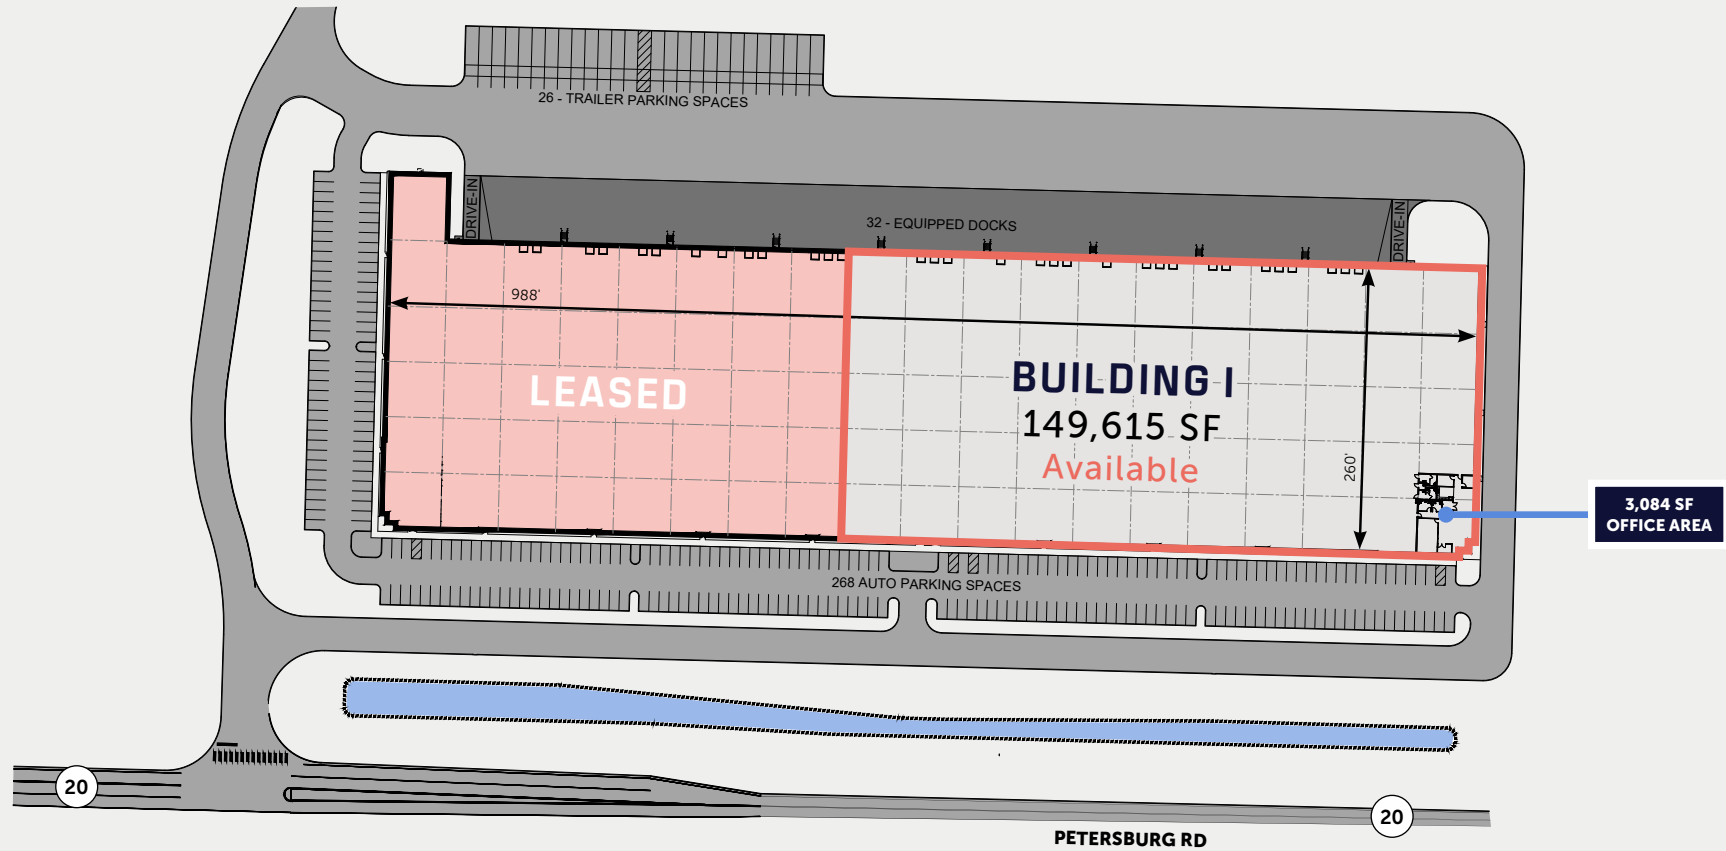 26 - TRAILER PARKING SPACES
DRIVE-IN
32 - EQUIPPED DOCKS
DRIVE-IN
988'
LEASED
BUILDING I
149,615 SF
Available
260'
3,084 SF
OFFICE AREA
268 AUTO PARKING SPACES
20
20
PETERSBURG RD